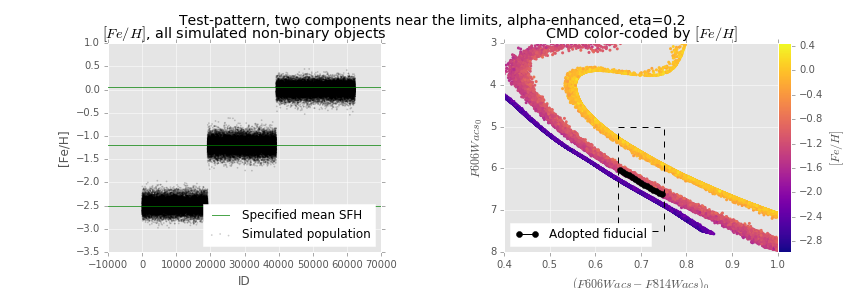 Test-pattern, two components near the limits, alpha-enhanced, eta=0.2
[Fe/H], all simulated non-binary objects
CMD color-coded by [Fe/H]
1.0
0.5
0.0
−0.5
−1.0
−1.5
−2.0
−2.5
−3.0
−3.5
[Fe/H]
Specified mean SFH
Simulated population
−10000 0 10000 20000 30000 40000 50000 60000 70000
ID
3
4
5
6
7
8
F606Wacs₀
Adopted fiducial
0.4 0.5 0.6 0.7 0.8 0.9 1.0
(F606Wacs − F814Wacs)₀
0.4
0.0
−0.4
−0.8
−1.2
−1.6
−2.0
−2.4
−2.8
[Fe/H]